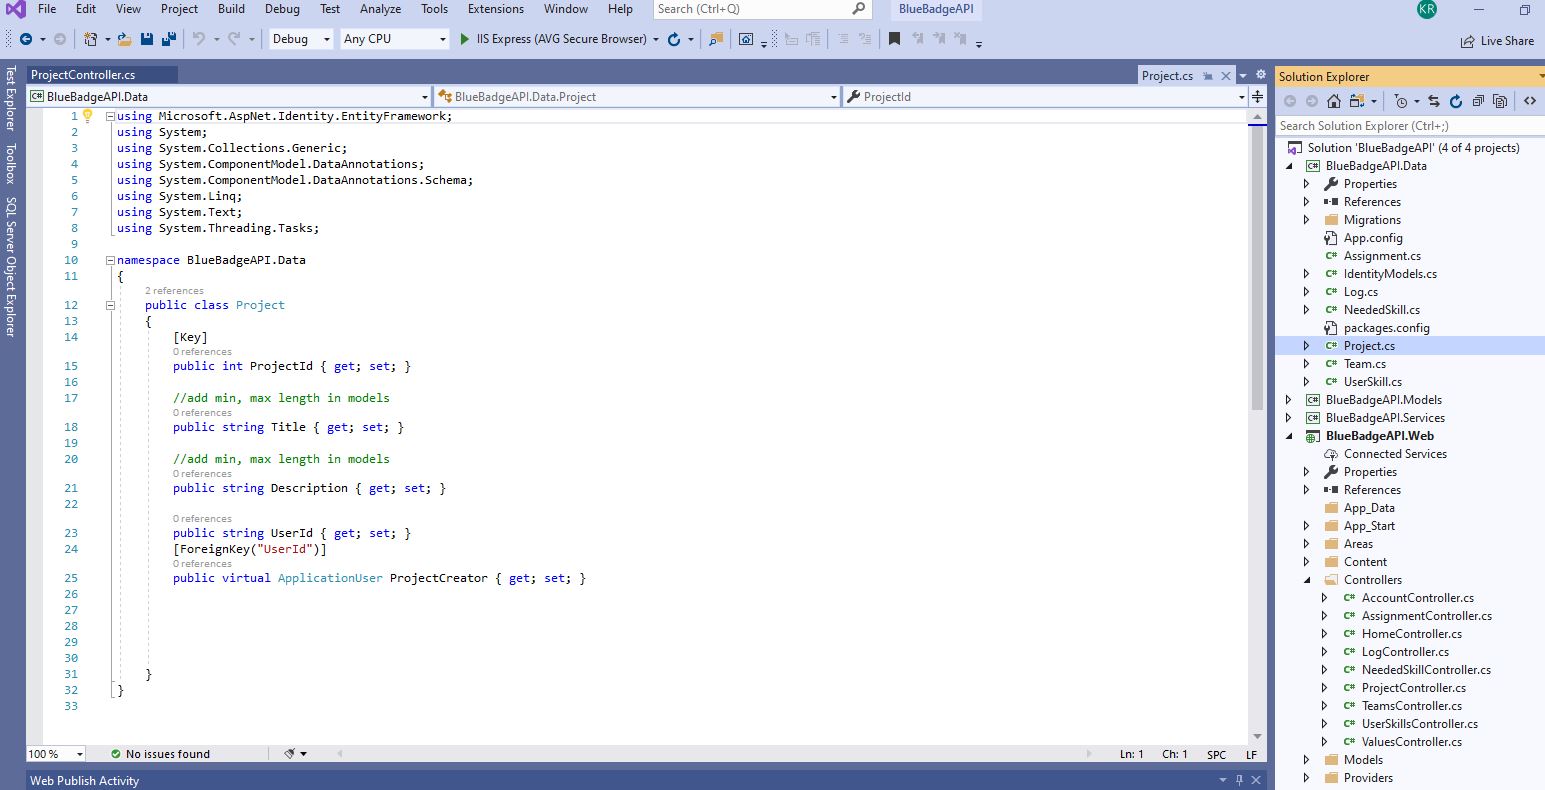 File Edit View Project Build Debug Test Analyze Tools Extensions Window Help Search (Ctrl+Q) BlueBadgeAPI KR
Debug Any CPU IIS Express (AVG Secure Browser) Live Share
Test Explorer
Toolbox
SQL Server Object Explorer
ProjectController.cs Project.cs
BlueBadgeAPI.Data BlueBadgeAPI.Data.Project ProjectId
1 using Microsoft.AspNet.Identity.EntityFramework;
2 using System;
3 using System.Collections.Generic;
4 using System.ComponentModel.DataAnnotations;
5 using System.ComponentModel.DataAnnotations.Schema;
6 using System.Linq;
7 using System.Text;
8 using System.Threading.Tasks;
9
10 namespace BlueBadgeAPI.Data
11 {
2 references
12 public class Project
13 {
14 [Key]
0 references
15 public int ProjectId { get; set; }
16
17 //add min, max length in models
0 references
18 public string Title { get; set; }
19
20 //add min, max length in models
0 references
21 public string Description { get; set; }
22
0 references
23 public string UserId { get; set; }
24 [ForeignKey("UserId")]
0 references
25 public virtual ApplicationUser ProjectCreator { get; set; }
26
27
28
29
30
31 }
32 }
33
100 % No issues found Ln: 1 Ch: 1 SPC LF
Web Publish Activity
Solution Explorer
Search Solution Explorer (Ctrl+;)
Solution 'BlueBadgeAPI' (4 of 4 projects)
BlueBadgeAPI.Data
Properties
References
Migrations
App.config
Assignment.cs
IdentityModels.cs
Log.cs
NeededSkill.cs
packages.config
Project.cs
Team.cs
UserSkill.cs
BlueBadgeAPI.Models
BlueBadgeAPI.Services
BlueBadgeAPI.Web
Connected Services
Properties
References
App_Data
App_Start
Areas
Content
Controllers
AccountController.cs
AssignmentController.cs
HomeController.cs
LogController.cs
NeededSkillController.cs
ProjectController.cs
TeamsController.cs
UserSkillsController.cs
ValuesController.cs
Models
Providers